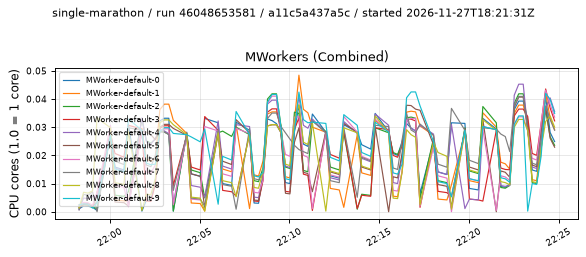 single-marathon / run 46048653581 / a11c5a437a5c / started 2026-11-27T18:21:31Z
MWorkers (Combined)
CPU cores (1.0 = 1 core)
0.05
0.04
0.03
0.02
0.01
0.00
MWorker-default-0
MWorker-default-1
MWorker-default-2
MWorker-default-3
MWorker-default-4
MWorker-default-5
MWorker-default-6
MWorker-default-7
MWorker-default-8
MWorker-default-9
22:00
22:05
22:10
22:15
22:20
22:25